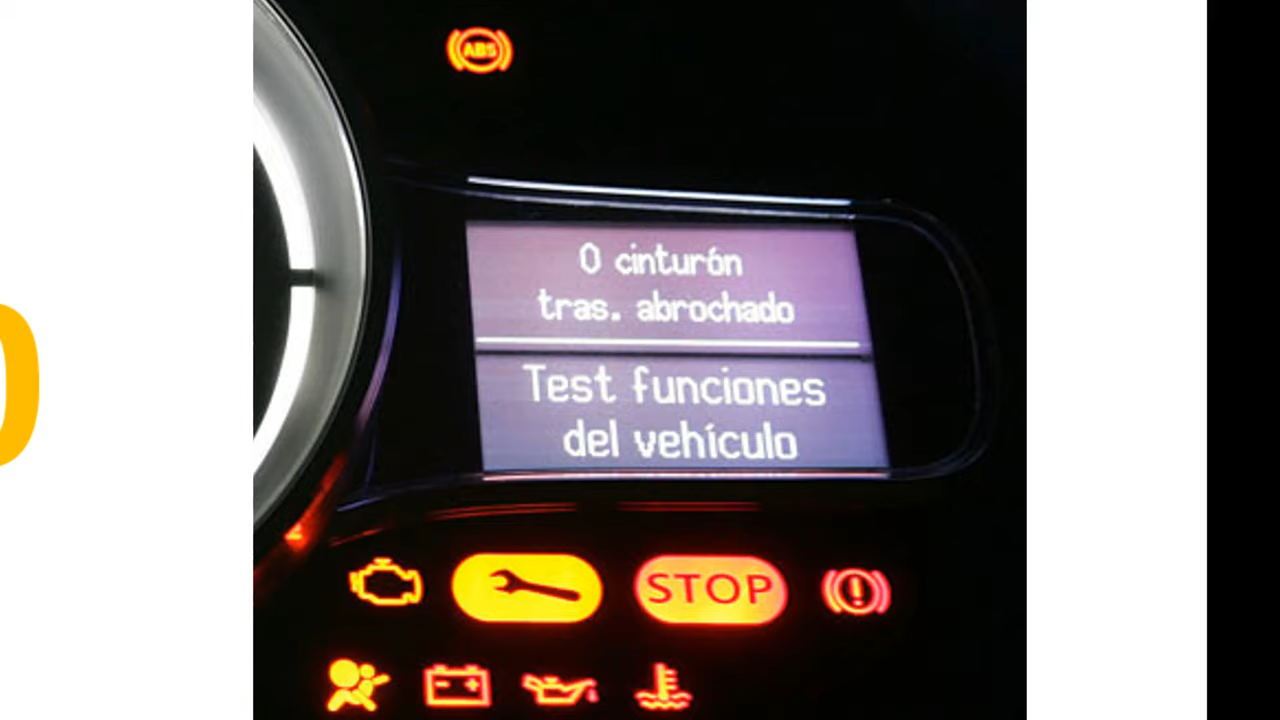 ABS
0 cinturón
tras. abrochado
Test funciones
del vehículo
STOP